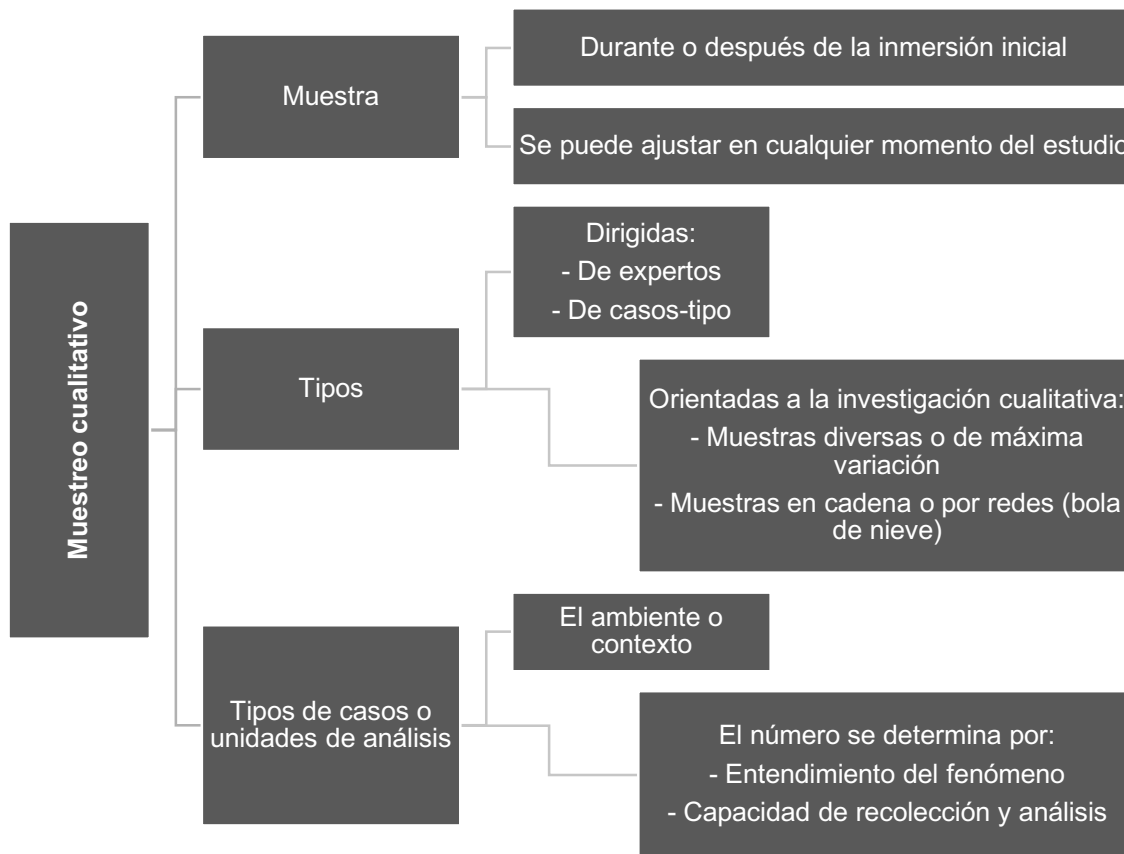 Muestreo cualitativo
Muestra
Durante o después de la inmersión inicial
Se puede ajustar en cualquier momento del estudio
Tipos
Dirigidas:
- De expertos
- De casos-tipo
Orientadas a la investigación cualitativa:
- Muestras diversas o de máxima
variación
- Muestras en cadena o por redes (bola
de nieve)
Tipos de casos o
unidades de análisis
El ambiente o
contexto
El número se determina por:
- Entendimiento del fenómeno
- Capacidad de recolección y análisis